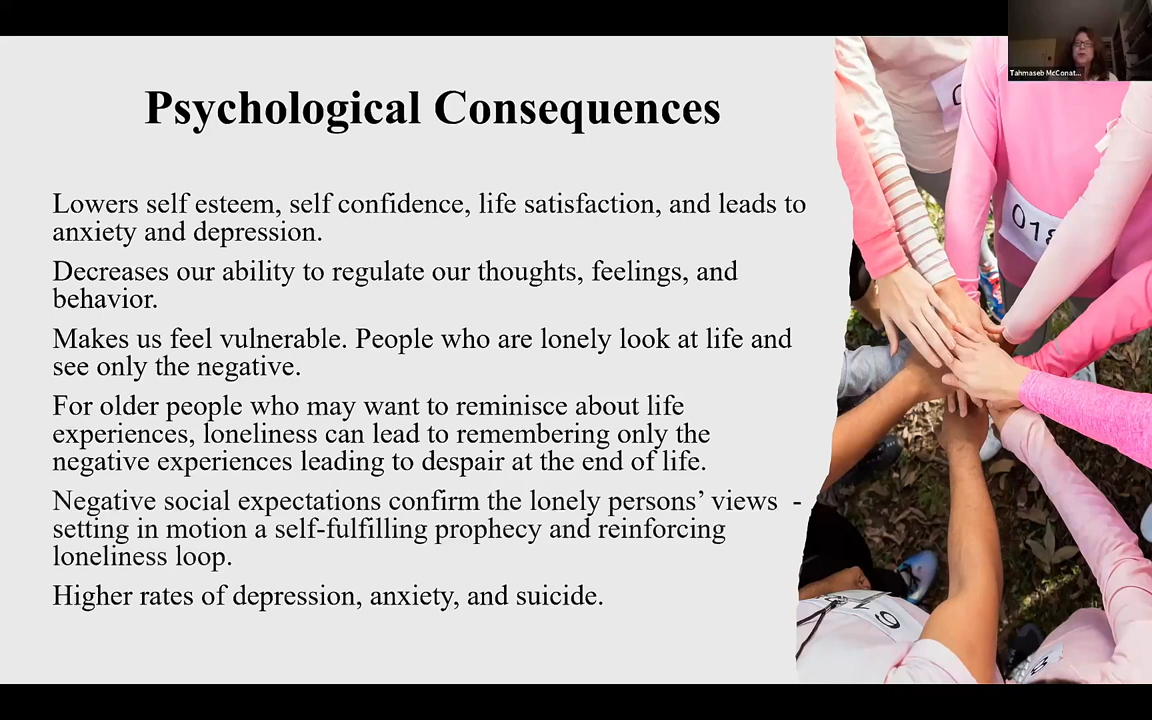 Tahmaseb McConat...
Psychological Consequences
Lowers self esteem, self confidence, life satisfaction, and leads to
anxiety and depression.
Decreases our ability to regulate our thoughts, feelings, and
behavior.
Makes us feel vulnerable. People who are lonely look at life and
see only the negative.
For older people who may want to reminisce about life
experiences, loneliness can lead to remembering only the
negative experiences leading to despair at the end of life.
Negative social expectations confirm the lonely persons’ views  -
setting in motion a self-fulfilling prophecy and reinforcing
loneliness loop.
Higher rates of depression, anxiety, and suicide.
018